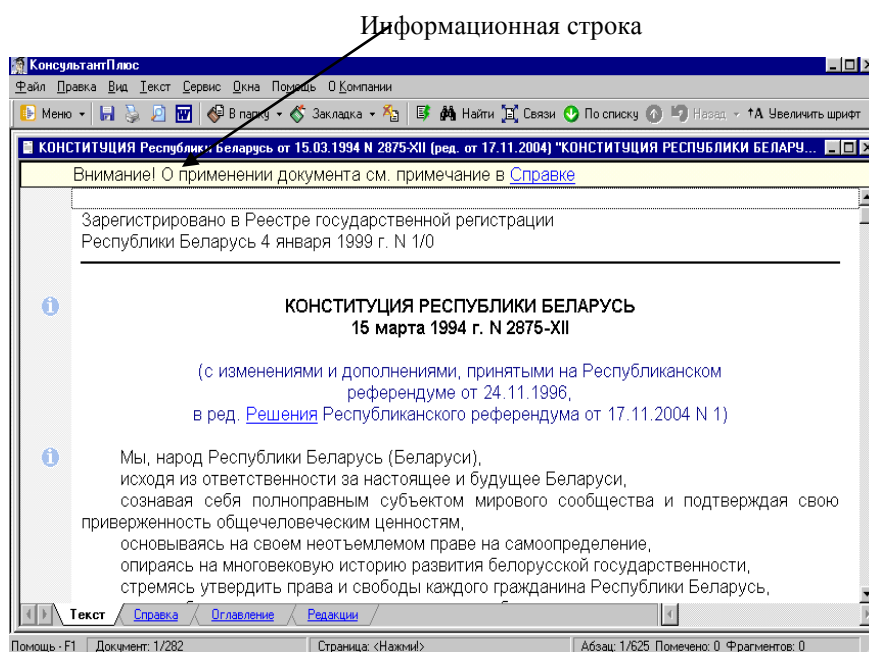 Информационная строка
КонсультантПлюс
Файл Правка Вид Текст Сервис Окна Помощь О Компании
Меню В папку Закладка Найти Связи По списку Назад Увеличить шрифт
КОНСТИТУЦИЯ Республики Беларусь от 15.03.1994 N 2875-XII (ред. от 17.11.2004) "КОНСТИТУЦИЯ РЕСПУБЛИКИ БЕЛАРУ...
Внимание! О применении документа см. примечание в Справке
Зарегистрировано в Реестре государственной регистрации
Республики Беларусь 4 января 1999 г. N 1/0
КОНСТИТУЦИЯ РЕСПУБЛИКИ БЕЛАРУСЬ
15 марта 1994 г. N 2875-XII
(с изменениями и дополнениями, принятыми на Республиканском
референдуме от 24.11.1996,
в ред. Решения Республиканского референдума от 17.11.2004 N 1)
Мы, народ Республики Беларусь (Беларуси),
исходя из ответственности за настоящее и будущее Беларуси,
сознавая себя полноправным субъектом мирового сообщества и подтверждая свою
приверженность общечеловеческим ценностям,
основываясь на своем неотъемлемом праве на самоопределение,
опираясь на многовековую историю развития белорусской государственности,
стремясь утвердить права и свободы каждого гражданина Республики Беларусь,
Текст Справка Оглавление Редакции
Помощь - F1 Документ: 1/282 Страница: <Нажми!> Абзац: 1/625 Помечено: 0 Фрагментов: 0